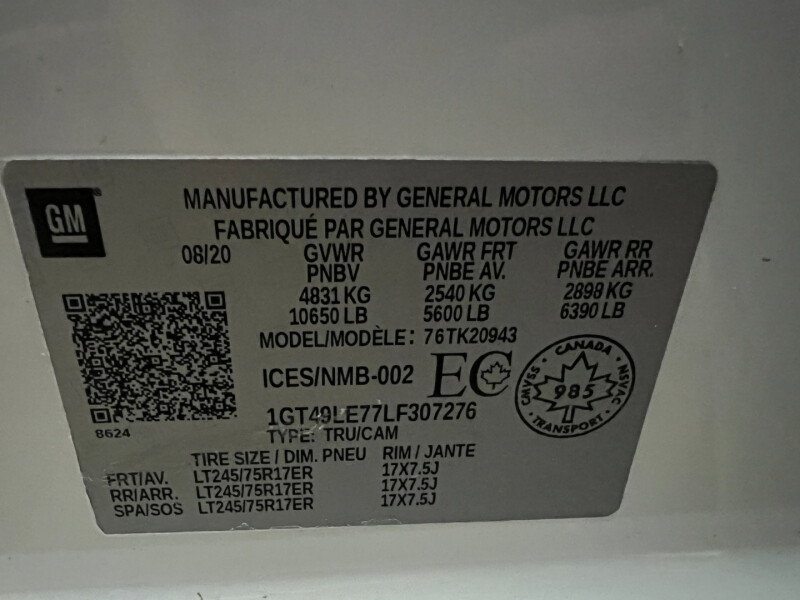 GM
MANUFACTURED BY GENERAL MOTORS LLC
FABRIQUÉ PAR GENERAL MOTORS LLC
08/20 GVWR GAWR FRT GAWR RR
PNBV PNBE AV. PNBE ARR.
4831 KG 2540 KG 2898 KG
10650 LB 5600 LB 6390 LB
MODEL/MODÈLE: 76TK20943
ICES/NMB-002 EC
CANADA
CMVSS 985 NSVAC
TRANSPORT
1GT49LE77LF307276
8624
TYPE: TRU/CAM
TIRE SIZE / DIM. PNEU RIM / JANTE
FRT/AV. LT245/75R17ER 17X7.5J
RR/ARR. LT245/75R17ER 17X7.5J
SPA/SOS LT245/75R17ER 17X7.5J